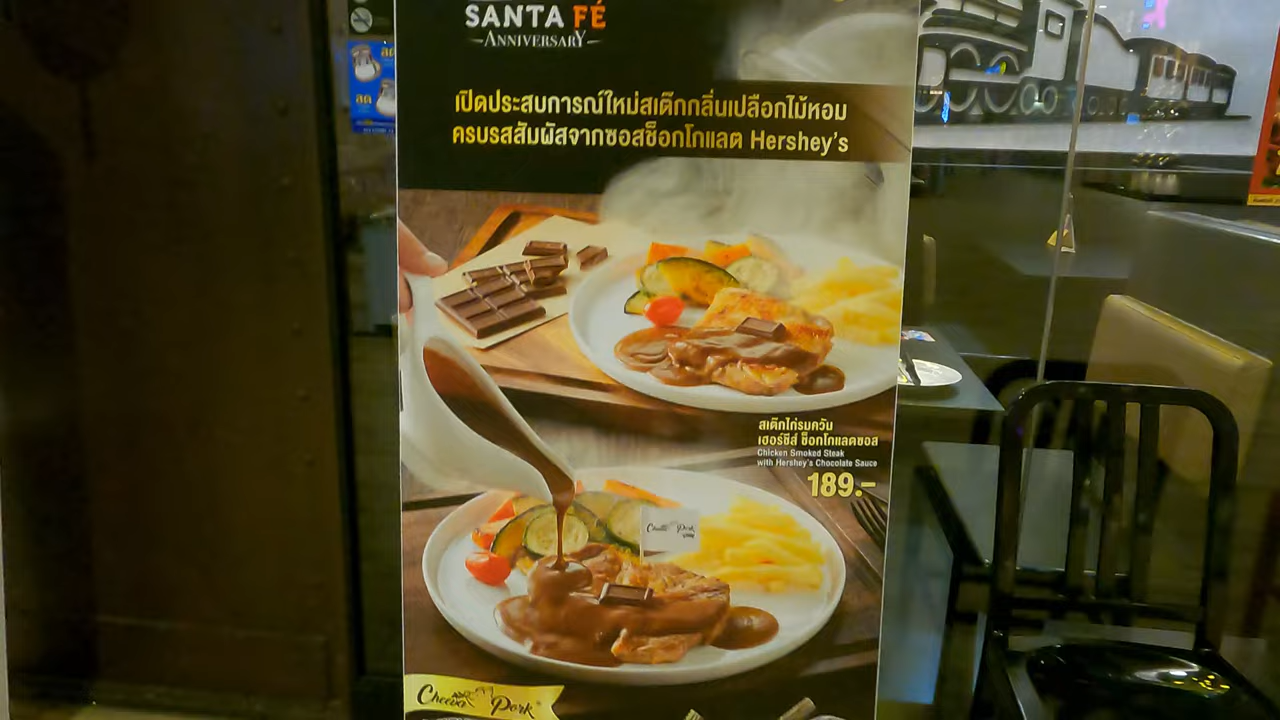 SANTA FÉ
ANNIVERSARY
เปิดประสบการณ์ใหม่สเต็กกลิ่นเปลือกไม้หอม
ครบรสสัมผัสจากซอสช็อกโกแลต Hershey's
สเต๊กไก่รมควัน
เฮอร์ชีส์ ช็อกโกแลตซอส
Chicken Smoked Steak
with Hershey's Chocolate Sauce
189.-
Cheeva Pork
Cheeva Pork